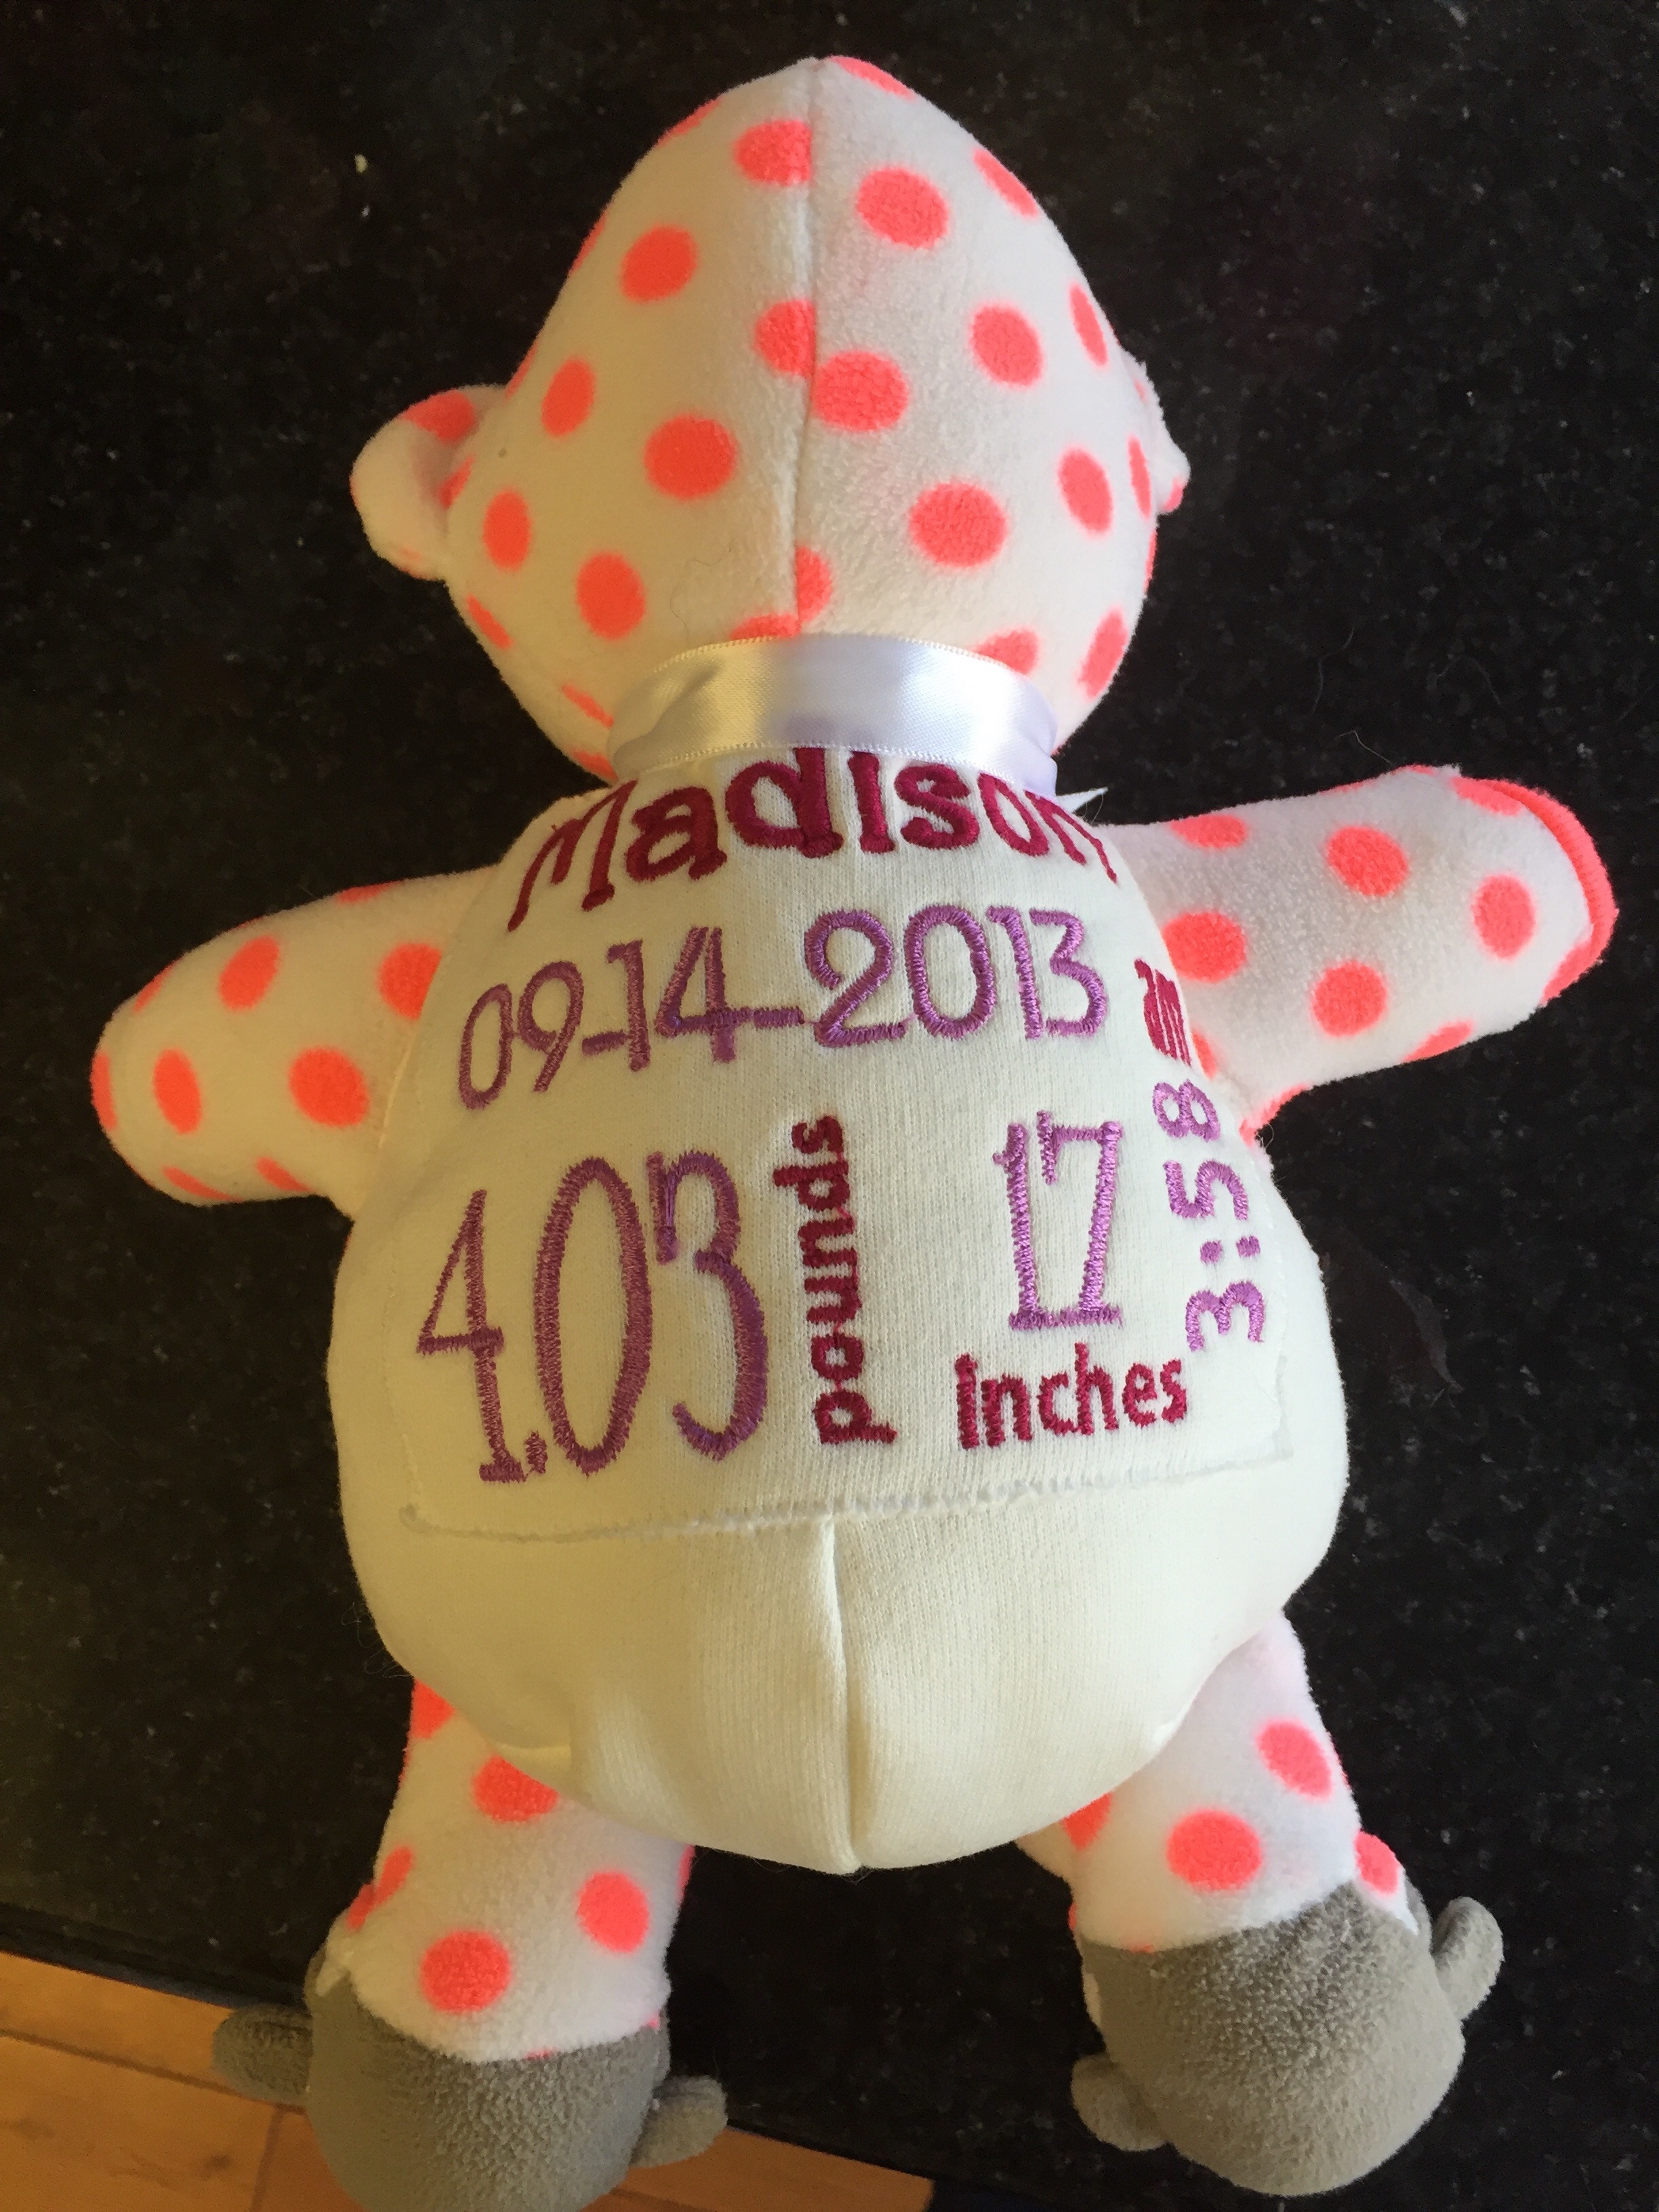 Madison
09-14-2013
4.03
pounds
17
inches
3:58 am